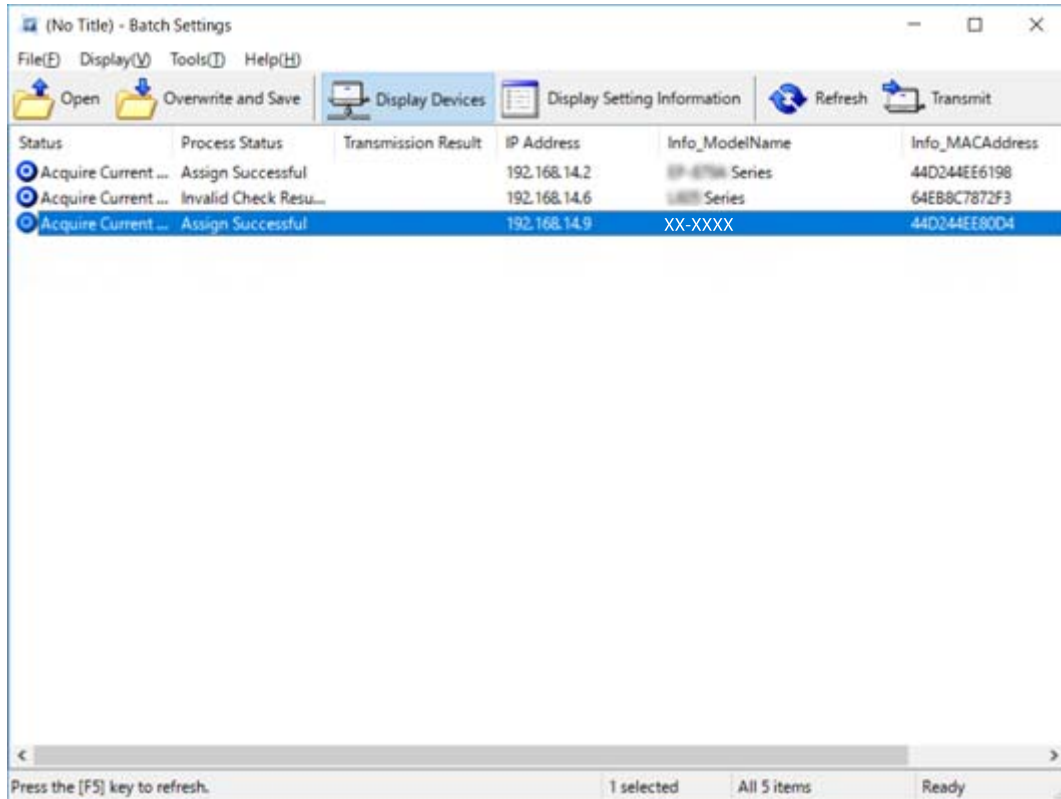 (No Title) - Batch Settings
File(F) Display(V) Tools(T) Help(H)
Open Overwrite and Save Display Devices Display Setting Information Refresh Transmit
Status Process Status Transmission Result IP Address Info_ModelName Info_MACAddress
Acquire Current ... Assign Successful 192.168.14.2 Series 44D244EE6198
Acquire Current ... Invalid Check Resu... 192.168.14.6 Series 64EB8C7872F3
Acquire Current ... Assign Successful 192.168.14.9 XX-XXXX 44D244EE80D4
Press the [F5] key to refresh. 1 selected All 5 items Ready